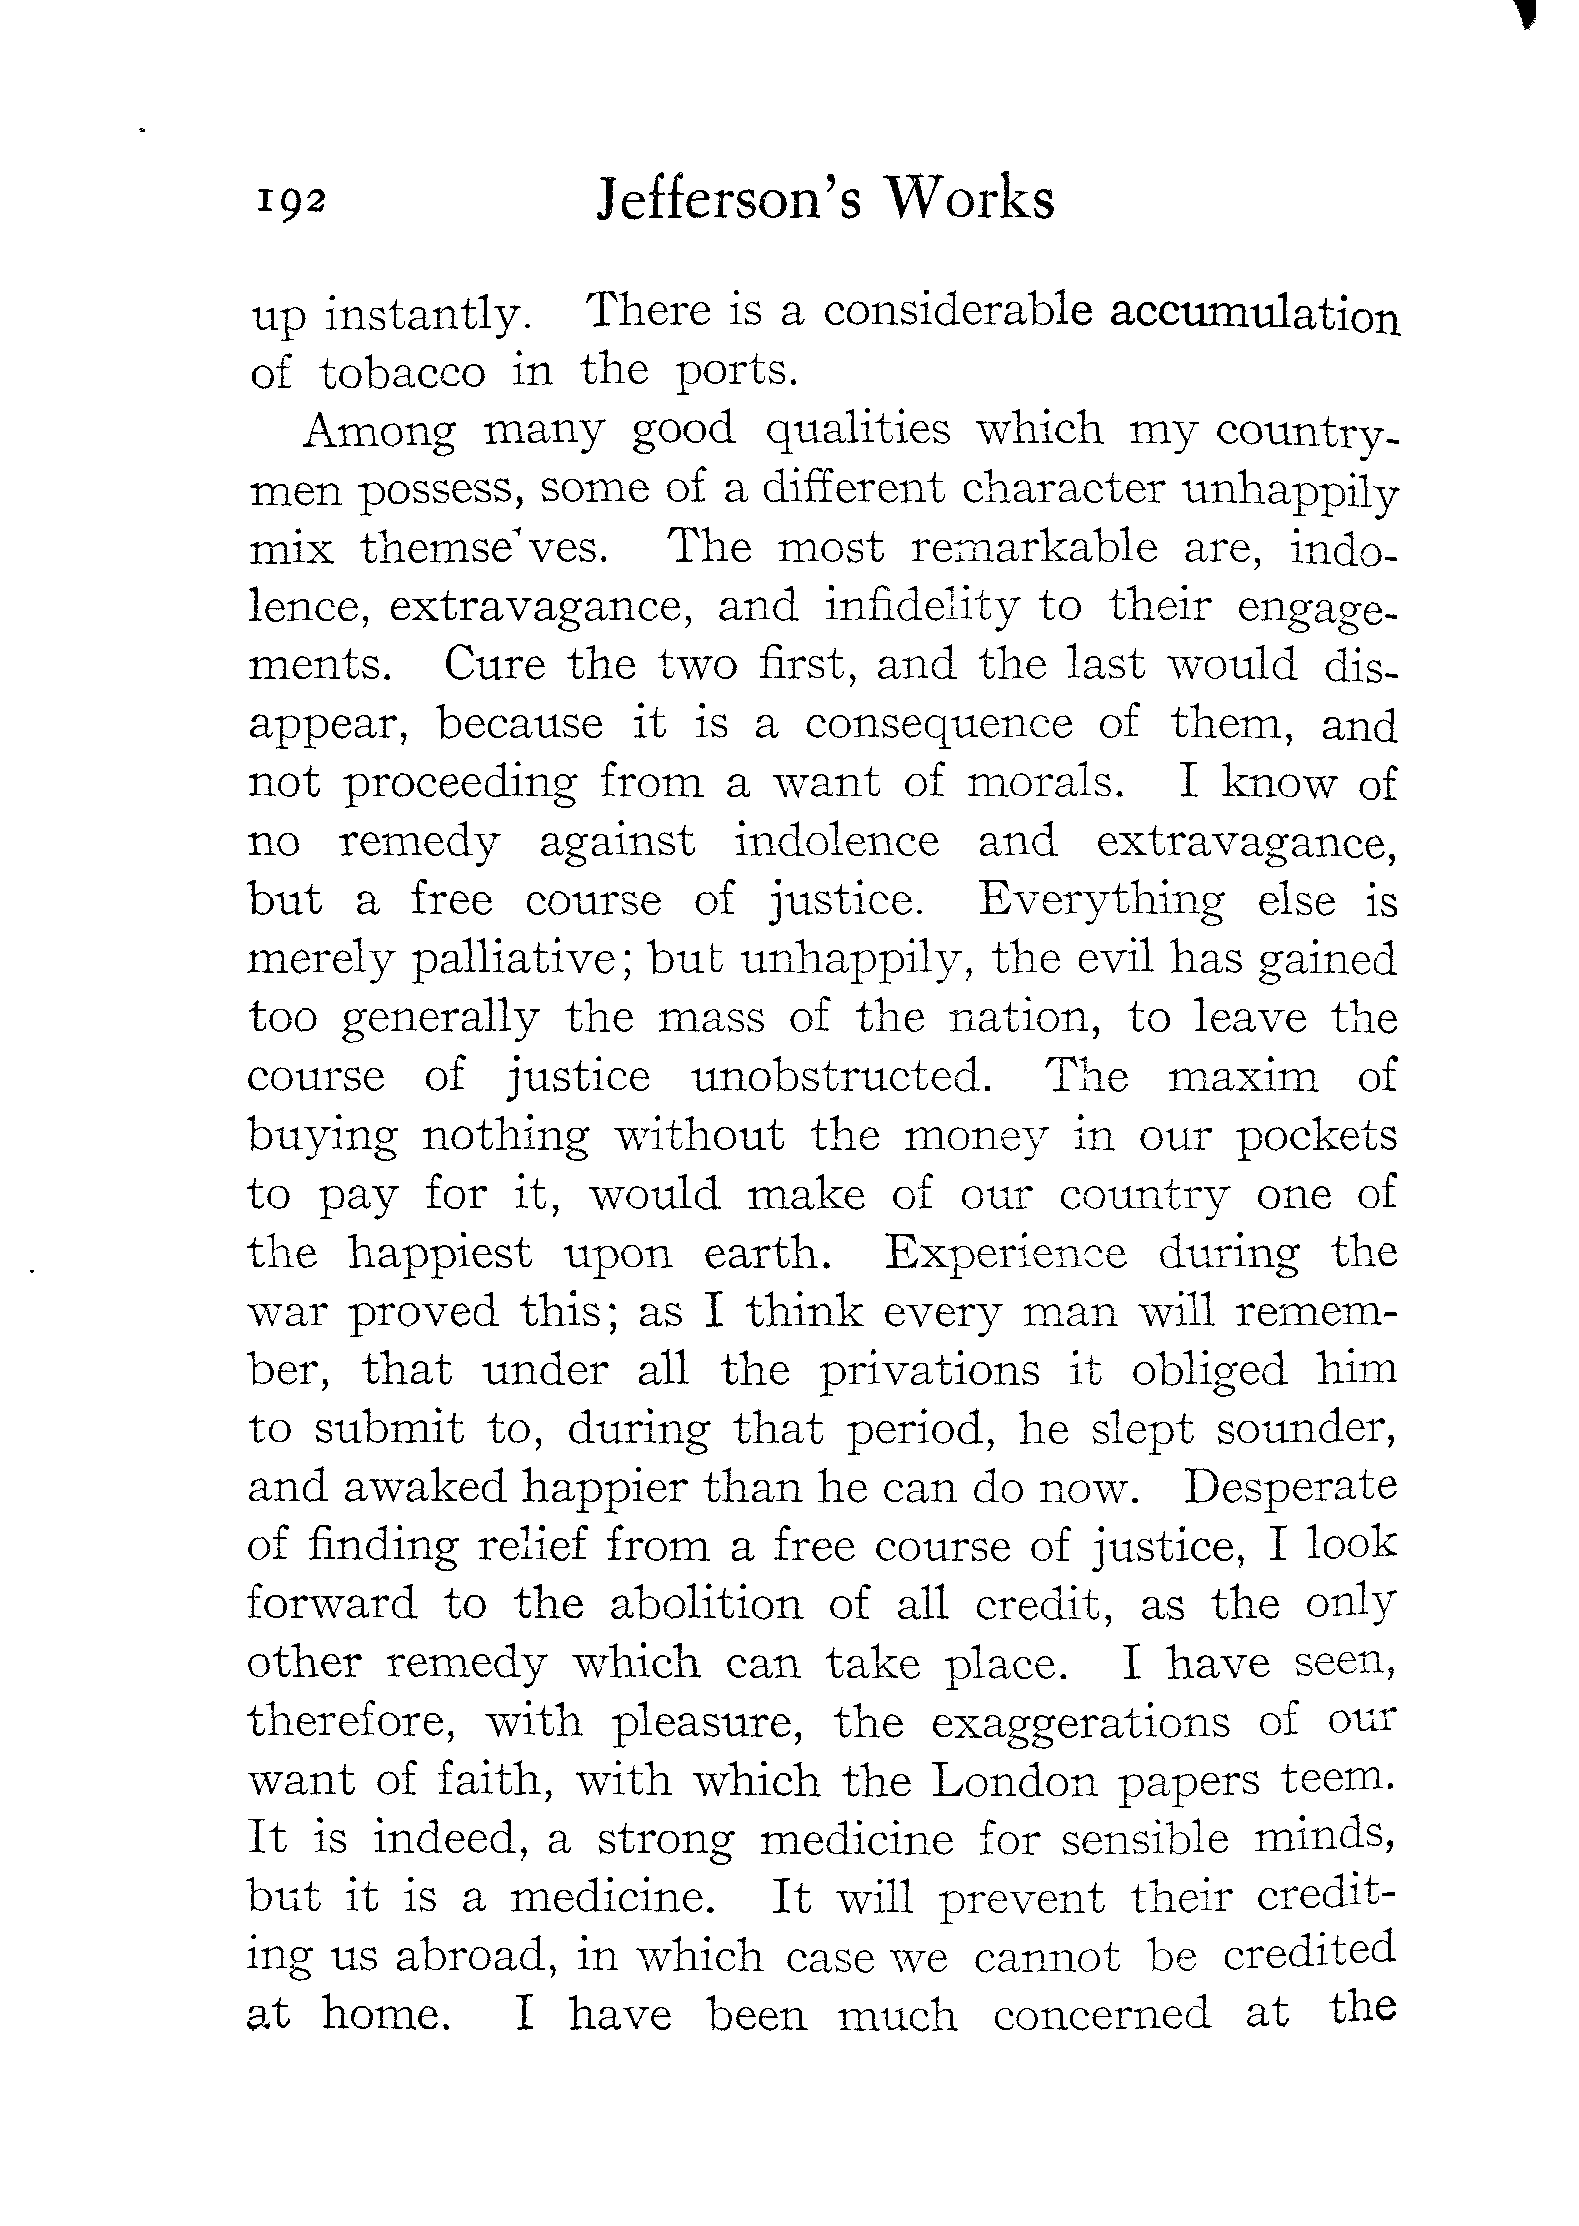 192 Jefferson's Works
up instantly. There is a considerable accumulation
of tobacco in the ports.
Among many good qualities which my country-
men possess, some of a different character unhappily
mix themselves. The most remarkable are, indo-
lence, extravagance, and infidelity to their engage-
ments. Cure the two first, and the last would dis-
appear, because it is a consequence of them, and
not proceeding from a want of morals. I know of
no remedy against indolence and extravagance,
but a free course of justice. Everything else is
merely palliative; but unhappily, the evil has gained
too generally the mass of the nation, to leave the
course of justice unobstructed. The maxim of
buying nothing without the money in our pockets
to pay for it, would make of our country one of
the happiest upon earth. Experience during the
war proved this; as I think every man will remem-
ber, that under all the privations it obliged him
to submit to, during that period, he slept sounder,
and awaked happier than he can do now. Desperate
of finding relief from a free course of justice, I look
forward to the abolition of all credit, as the only
other remedy which can take place. I have seen,
therefore, with pleasure, the exaggerations of our
want of faith, with which the London papers teem.
It is indeed, a strong medicine for sensible minds,
but it is a medicine. It will prevent their credit-
ing us abroad, in which case we cannot be credited
at home. I have been much concerned at the